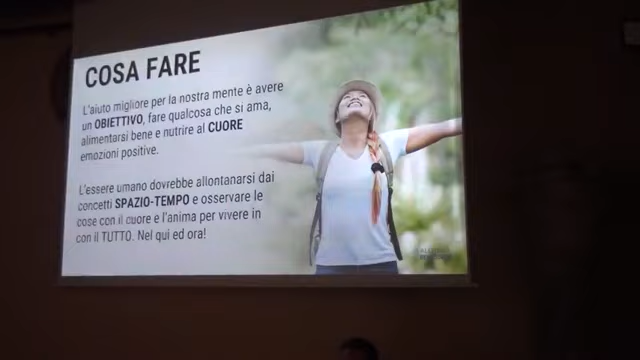 COSA FARE
L'aiuto migliore per la nostra mente è avere
un OBIETTIVO, fare qualcosa che si ama,
alimentarsi bene e nutrire al CUORE
emozioni positive.
L'essere umano dovrebbe allontanarsi dai
concetti SPAZIO-TEMPO e osservare le
cose con il cuore e l'anima per vivere in
con il TUTTO. Nel qui ed ora!